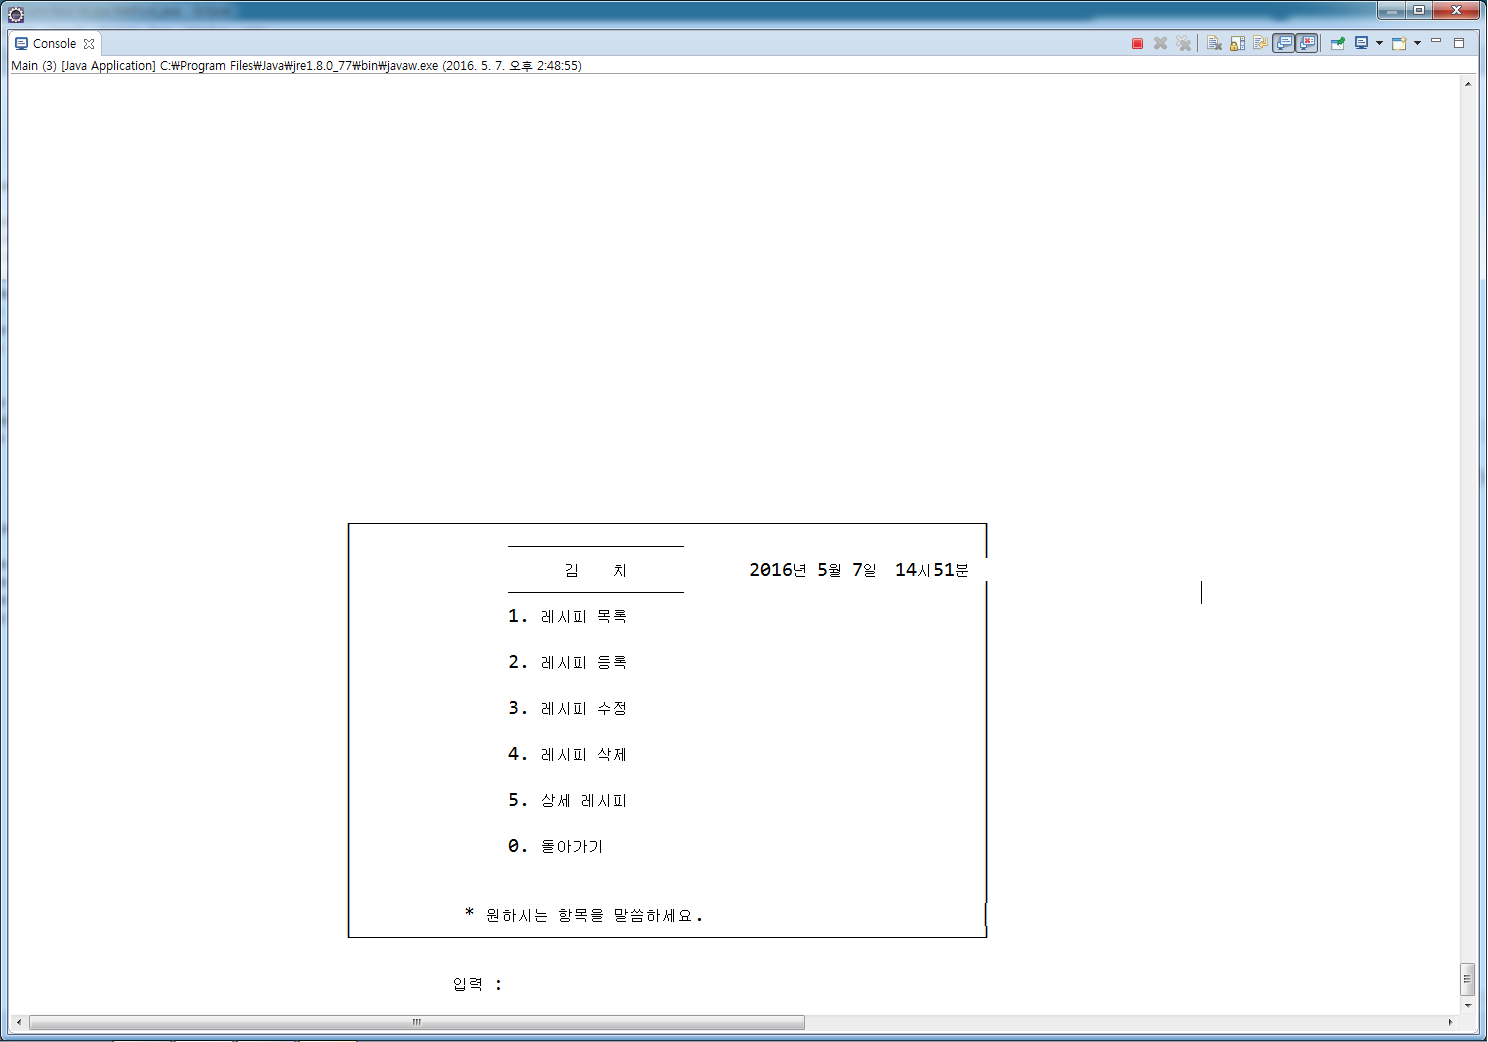 Console
Main (3) [Java Application] C:₩Program Files₩Java₩jre1.8.0_77₩bin₩javaw.exe (2016. 5. 7. 오후 2:48:55)
김 치 2016년 5월 7일 14시51분
1. 레시피 목록
2. 레시피 등록
3. 레시피 수정
4. 레시피 삭제
5. 상세 레시피
0. 돌아가기
* 원하시는 항목을 말씀하세요.
입력 :